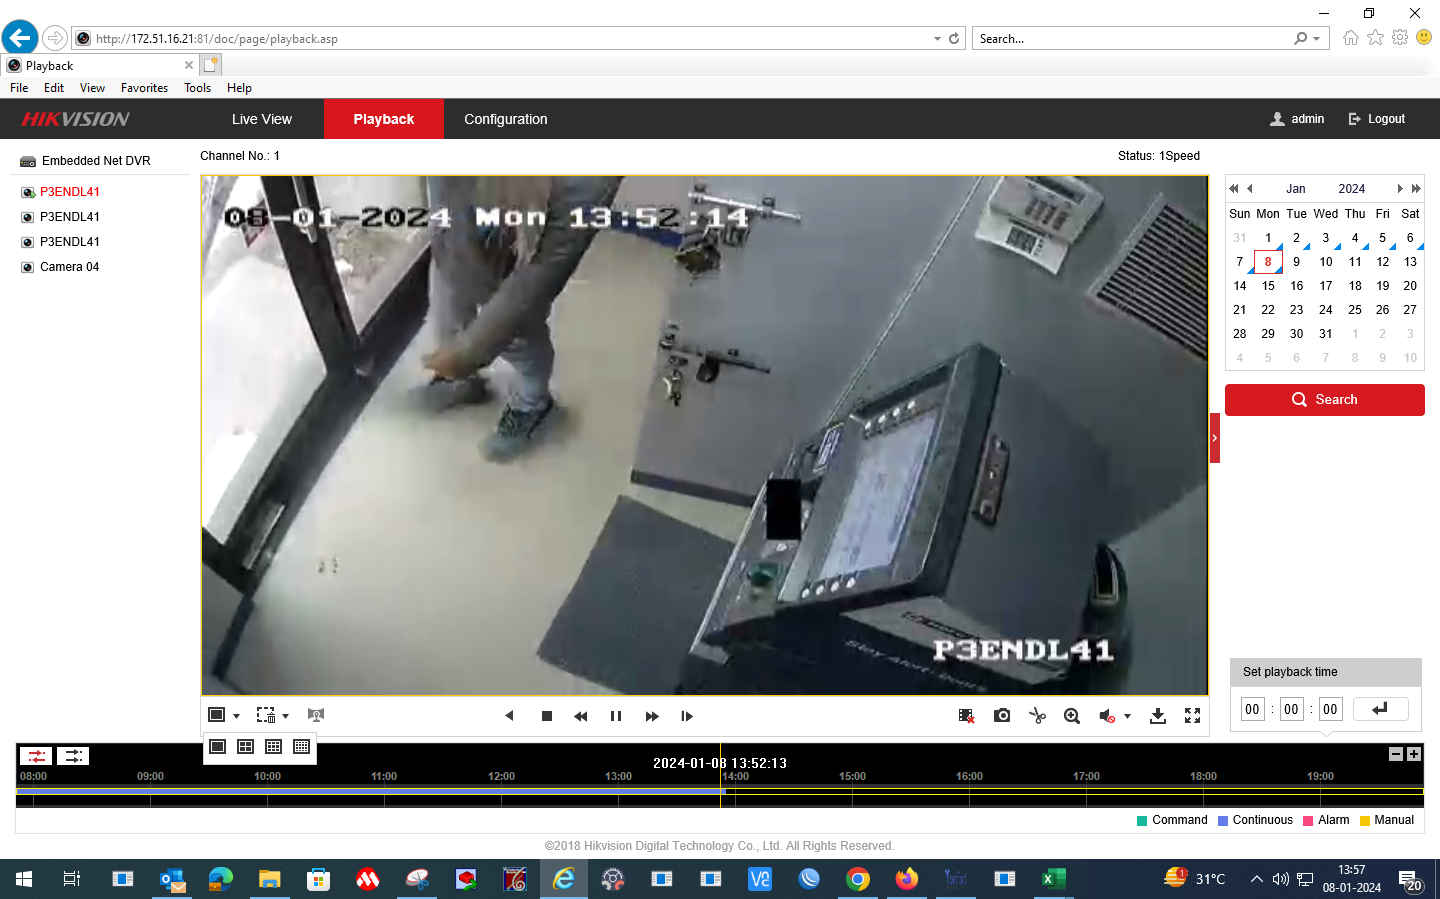 http://172.51.16.21:81/doc/page/playback.asp
Search...
Playback
File Edit View Favorites Tools Help
HIKVISION
Live View Playback Configuration
admin Logout
Embedded Net DVR
P3ENDL41
P3ENDL41
P3ENDL41
Camera 04
Channel No.: 1
Status: 1Speed
08-01-2024 Mon 13:52:14
P3ENDL41
Jan 2024
Sun Mon Tue Wed Thu Fri Sat
31 1 2 3 4 5 6
7 8 9 10 11 12 13
14 15 16 17 18 19 20
21 22 23 24 25 26 27
28 29 30 31 1 2 3
4 5 6 7 8 9 10
Search
Set playback time
00 : 00 : 00
2024-01-08 13:52:13
08:00 09:00 10:00 11:00 12:00 13:00 14:00 15:00 16:00 17:00 18:00 19:00
Command Continuous Alarm Manual
©2018 Hikvision Digital Technology Co., Ltd. All Rights Reserved.
31°C
13:57
08-01-2024
20